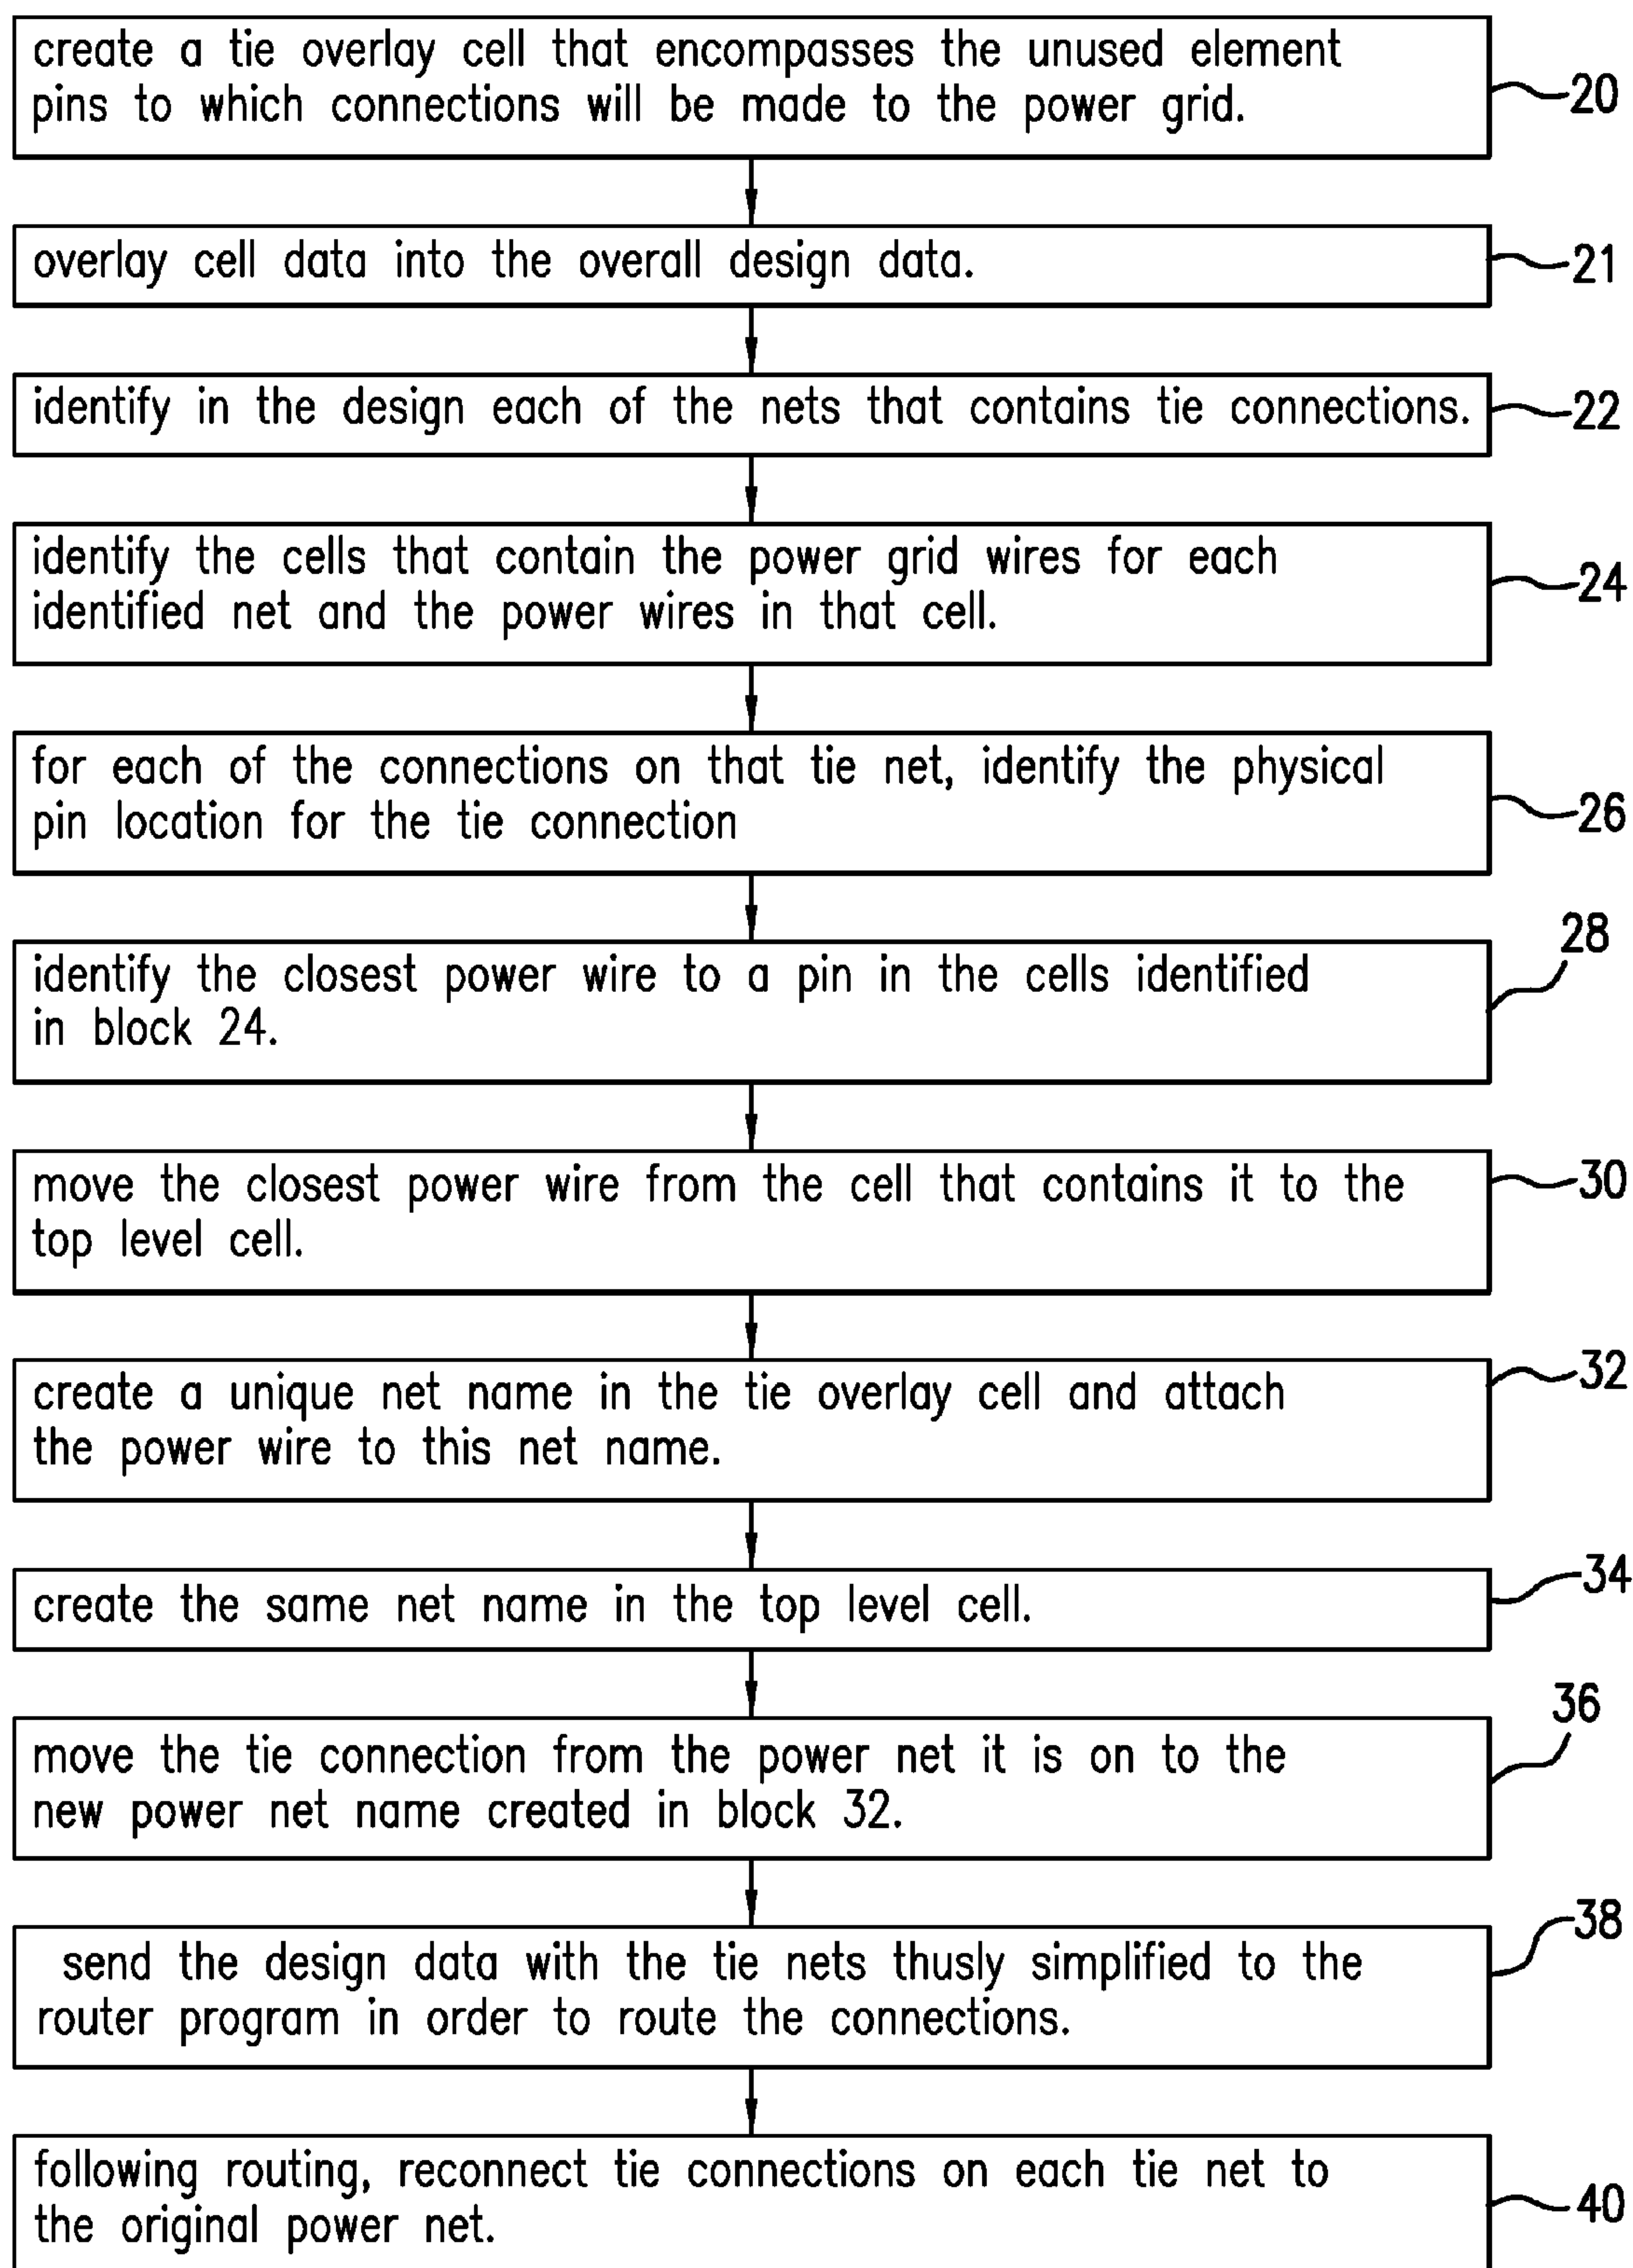 create a tie overlay cell that encompasses the unused element
pins to which connections will be made to the power grid.
20
overlay cell data into the overall design data.
21
identify in the design each of the nets that contains tie connections.
22
identify the cells that contain the power grid wires for each
identified net and the power wires in that cell.
24
for each of the connections on that tie net, identify the physical
pin location for the tie connection
26
identify the closest power wire to a pin in the cells identified
in block 24.
28
move the closest power wire from the cell that contains it to the
top level cell.
30
create a unique net name in the tie overlay cell and attach
the power wire to this net name.
32
create the same net name in the top level cell.
34
move the tie connection from the power net it is on to the
new power net name created in block 32.
36
send the design data with the tie nets thusly simplified to the
router program in order to route the connections.
38
following routing, reconnect tie connections on each tie net to
the original power net.
40